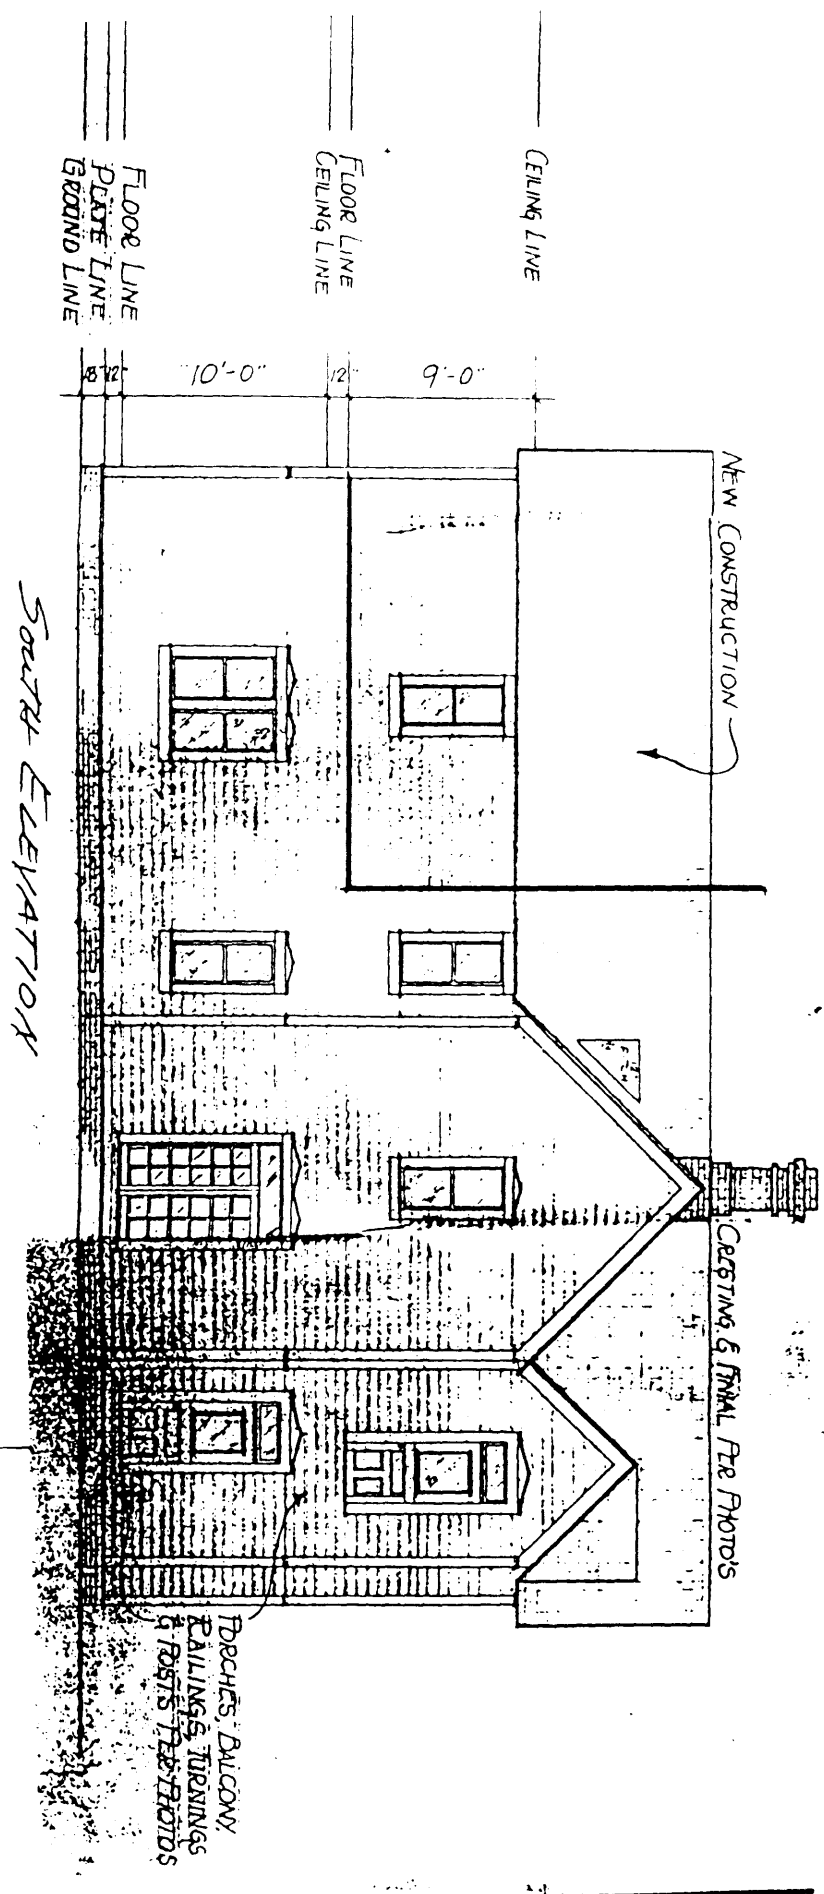 CEILING LINE
FLOOR LINE
CEILING LINE
FLOOR LINE
PLATE LINE
GROUND LINE
9'-0"
12"
10'-0"
12"
NEW CONSTRUCTION
CRESTING & FINIAL PER PHOTO'S
PORCHES, BALCONY,
RAILINGS, TURNINGS
& POSTS PER PHOTOS
SOUTH ELEVATION